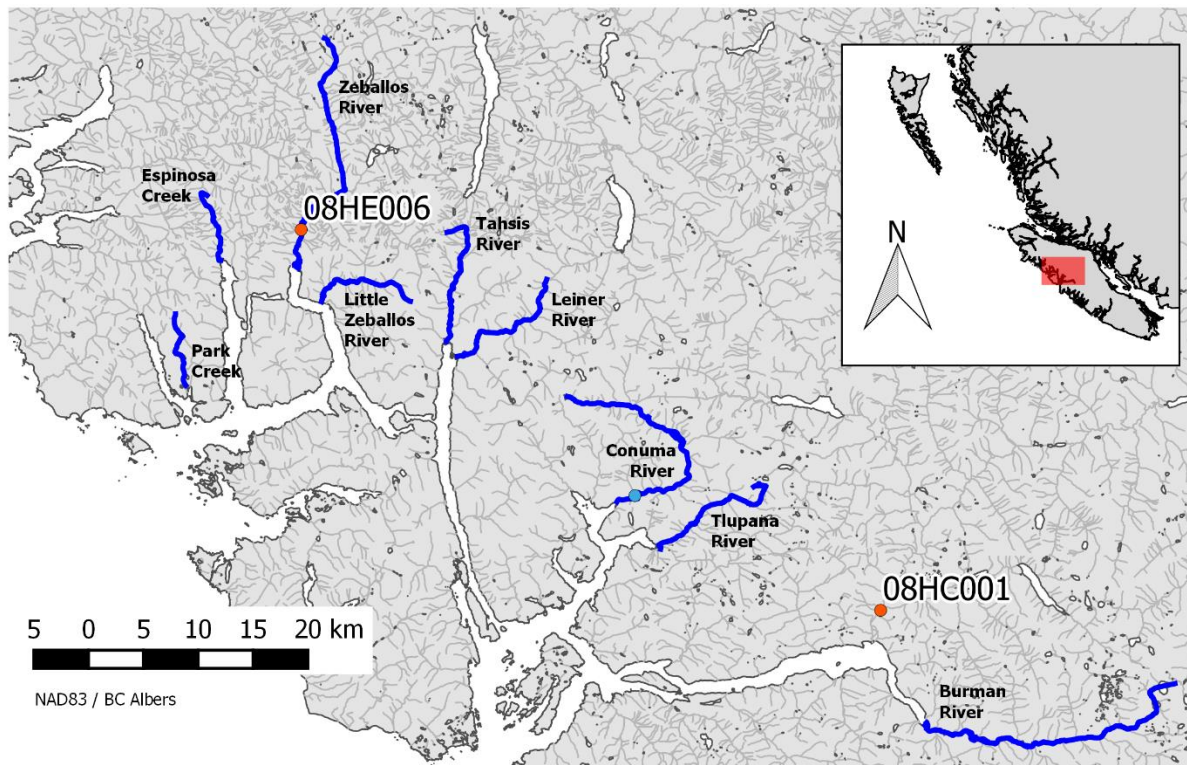 Zeballos
River
Espinosa
Creek
08HE006
Tahsis
River
Little
Zeballos
River
Leiner
River
Park
Creek
N
Conuma
River
Tlupana
River
08HC001
5 0 5 10 15 20 km
NAD83 / BC Albers
Burman
River